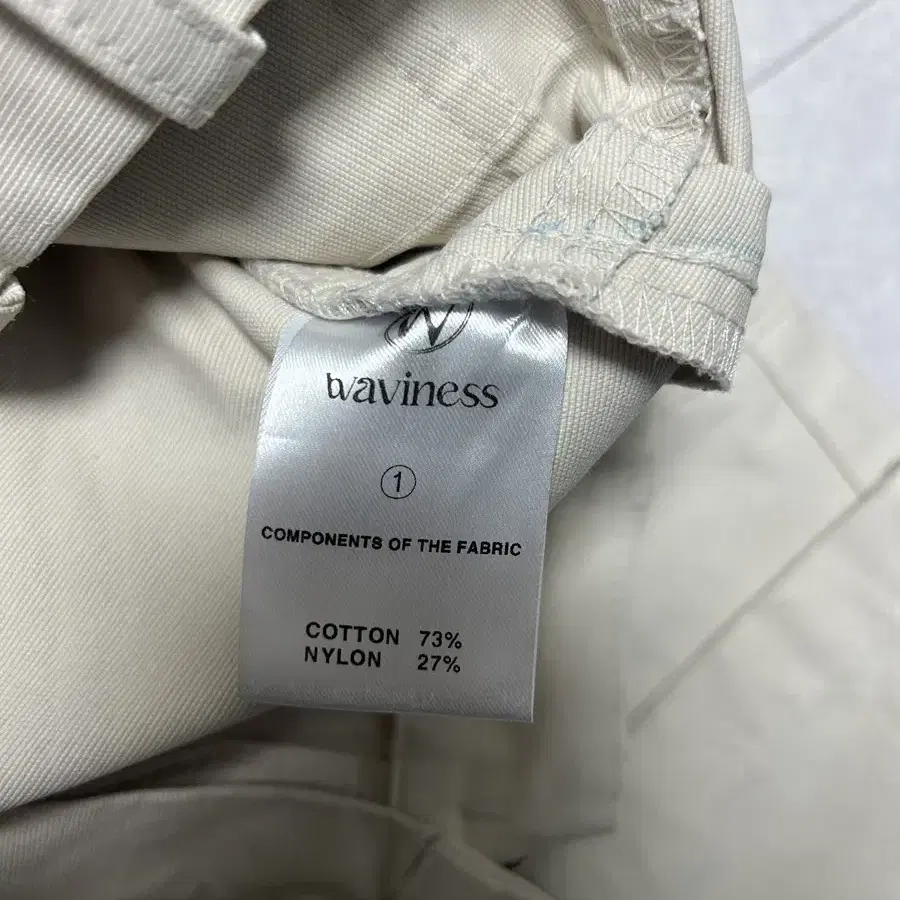 waviness
①
COMPONENTS OF THE FABRIC
COTTON 73%
NYLON 27%